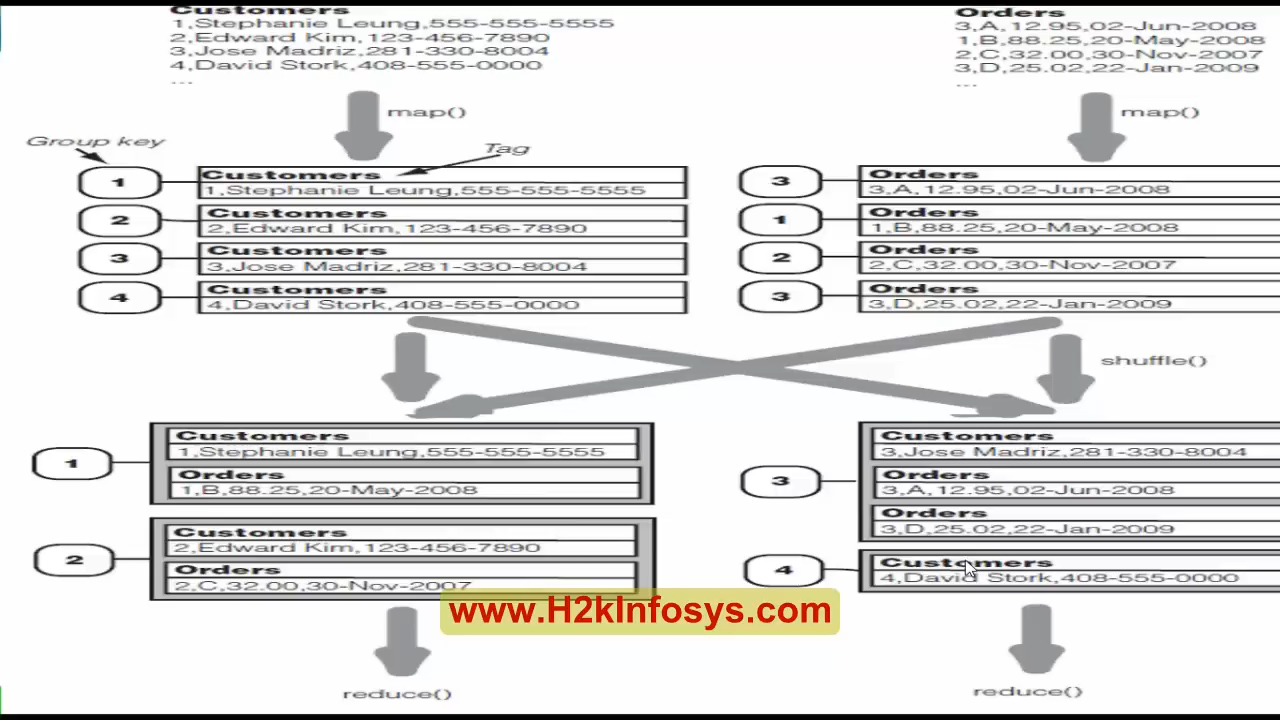 Customers
1,Stephanie Leung,555-555-5555
2,Edward Kim,123-456-7890
3,Jose Madriz,281-330-8004
4,David Stork,408-555-0000
...
Orders
3,A,12.95,02-Jun-2008
1,B,88.25,20-May-2008
2,C,32.00,30-Nov-2007
3,D,25.02,22-Jan-2009
...
map()
map()
Group key
Tag
1
Customers
1,Stephanie Leung,555-555-5555
2
Customers
2,Edward Kim,123-456-7890
3
Customers
3,Jose Madriz,281-330-8004
4
Customers
4,David Stork,408-555-0000
3
Orders
3,A,12.95,02-Jun-2008
1
Orders
1,B,88.25,20-May-2008
2
Orders
2,C,32.00,30-Nov-2007
3
Orders
3,D,25.02,22-Jan-2009
shuffle()
1
Customers
1,Stephanie Leung,555-555-5555
Orders
1,B,88.25,20-May-2008
2
Customers
2,Edward Kim,123-456-7890
Orders
2,C,32.00,30-Nov-2007
3
Customers
3,Jose Madriz,281-330-8004
Orders
3,A,12.95,02-Jun-2008
Orders
3,D,25.02,22-Jan-2009
4
Customers
4,David Stork,408-555-0000
www.H2kInfosys.com
reduce()
reduce()